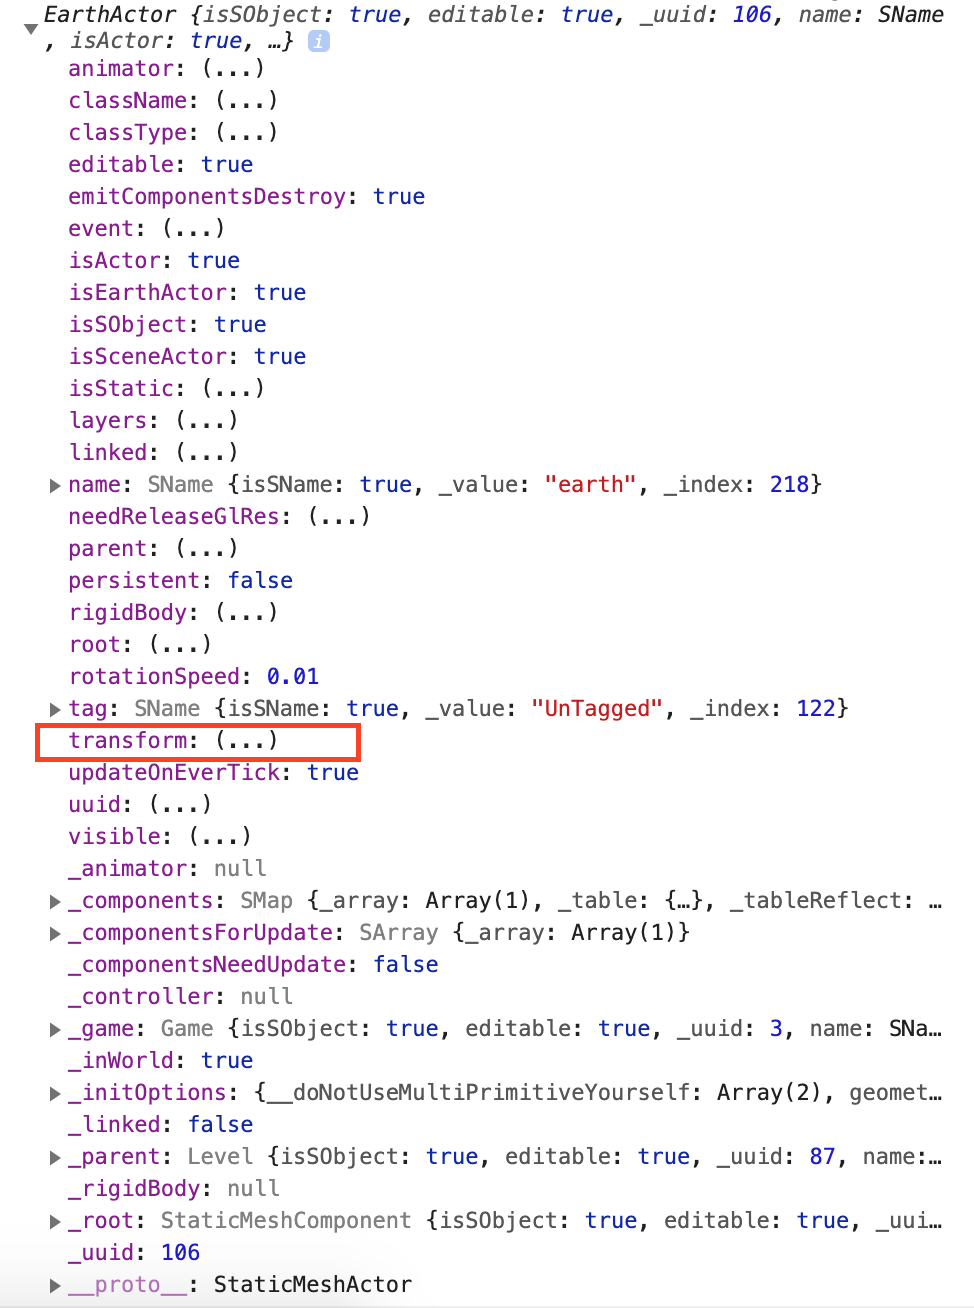 EarthActor {isSObject: true, editable: true, _uuid: 106, name: SName
, isActor: true, …} i
animator: (...)
className: (...)
classType: (...)
editable: true
emitComponentsDestroy: true
event: (...)
isActor: true
isEarthActor: true
isSObject: true
isSceneActor: true
isStatic: (...)
layers: (...)
linked: (...)
name: SName {isSName: true, _value: "earth", _index: 218}
needReleaseGlRes: (...)
parent: (...)
persistent: false
rigidBody: (...)
root: (...)
rotationSpeed: 0.01
tag: SName {isSName: true, _value: "UnTagged", _index: 122}
transform: (...)
updateOnEverTick: true
uuid: (...)
visible: (...)
_animator: null
_components: SMap {_array: Array(1), _table: {…}, _tableReflect: …
_componentsForUpdate: SArray {_array: Array(1)}
_componentsNeedUpdate: false
_controller: null
_game: Game {isSObject: true, editable: true, _uuid: 3, name: SNa…
_inWorld: true
_initOptions: {__doNotUseMultiPrimitiveYourself: Array(2), geomet…
_linked: false
_parent: Level {isSObject: true, editable: true, _uuid: 87, name:…
_rigidBody: null
_root: StaticMeshComponent {isSObject: true, editable: true, _uui…
_uuid: 106
__proto__: StaticMeshActor